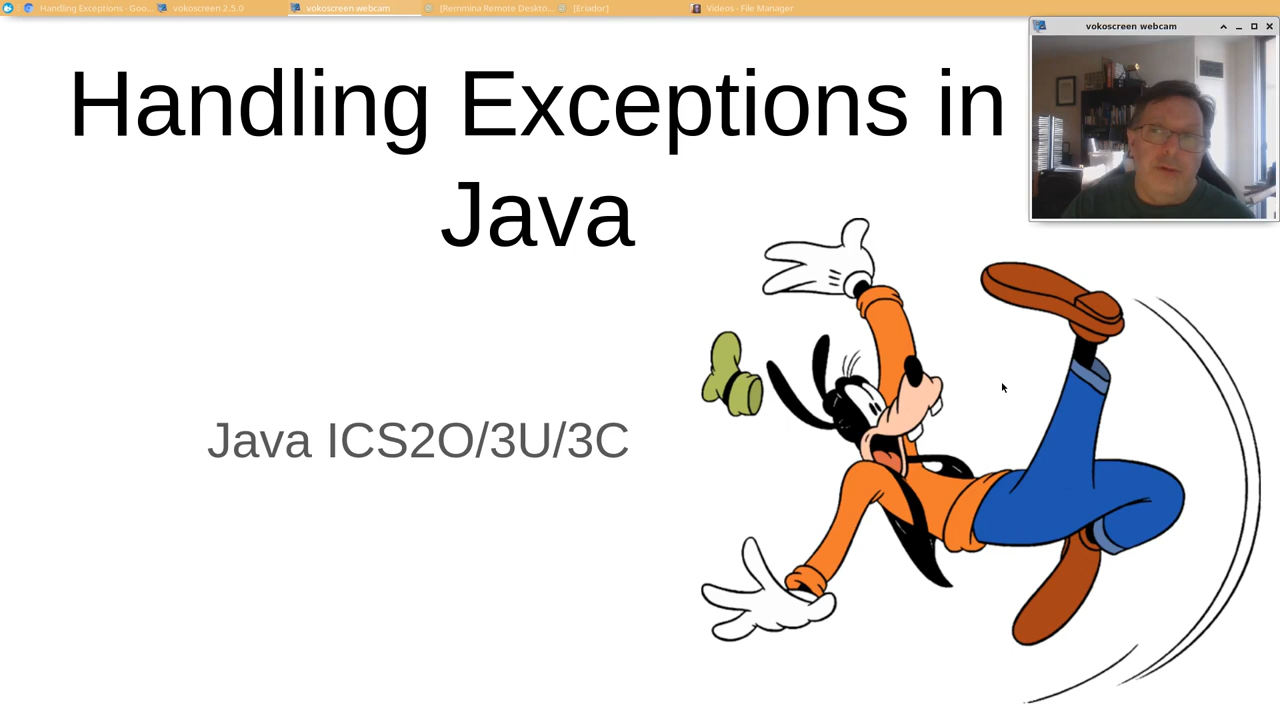 Handling Exceptions - Goo...
vokoscreen 2.5.0
vokoscreen webcam
[Remmina Remote Deskto...
[Eriador]
Videos - File Manager
vokoscreen webcam
Handling Exceptions in
Java
Java ICS2O/3U/3C